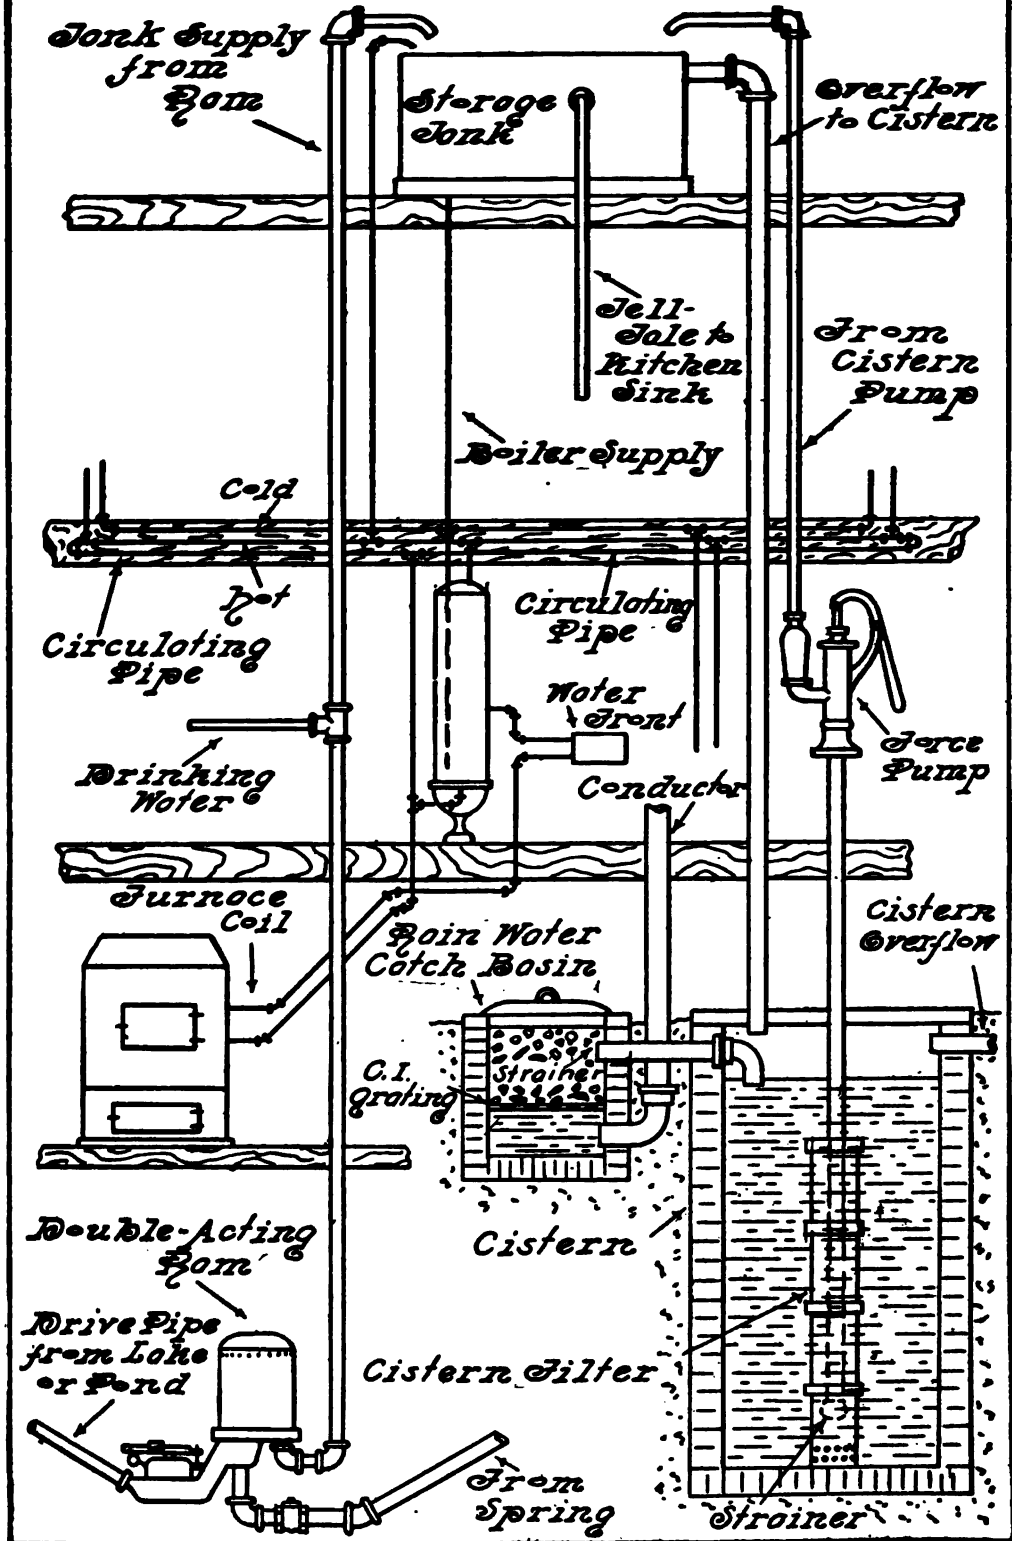 Tank Supply
from
Ram
Storage
Tank
Overflow
to Cistern
Tell-
Tale to
Kitchen
Sink
From
Cistern
Pump
Boiler Supply
Cold
Hot
Circulating
Pipe
Circulating
Pipe
Water
Front
Force
Pump
Drinking
Water
Conductor
Furnace
Coil
Rain Water
Catch Basin
Cistern
Overflow
Strainer
C.I.
Grating
Double-Acting
Ram
Cistern
Drive Pipe
from Lake
or Pond
Cistern Filter
From
Spring
Strainer